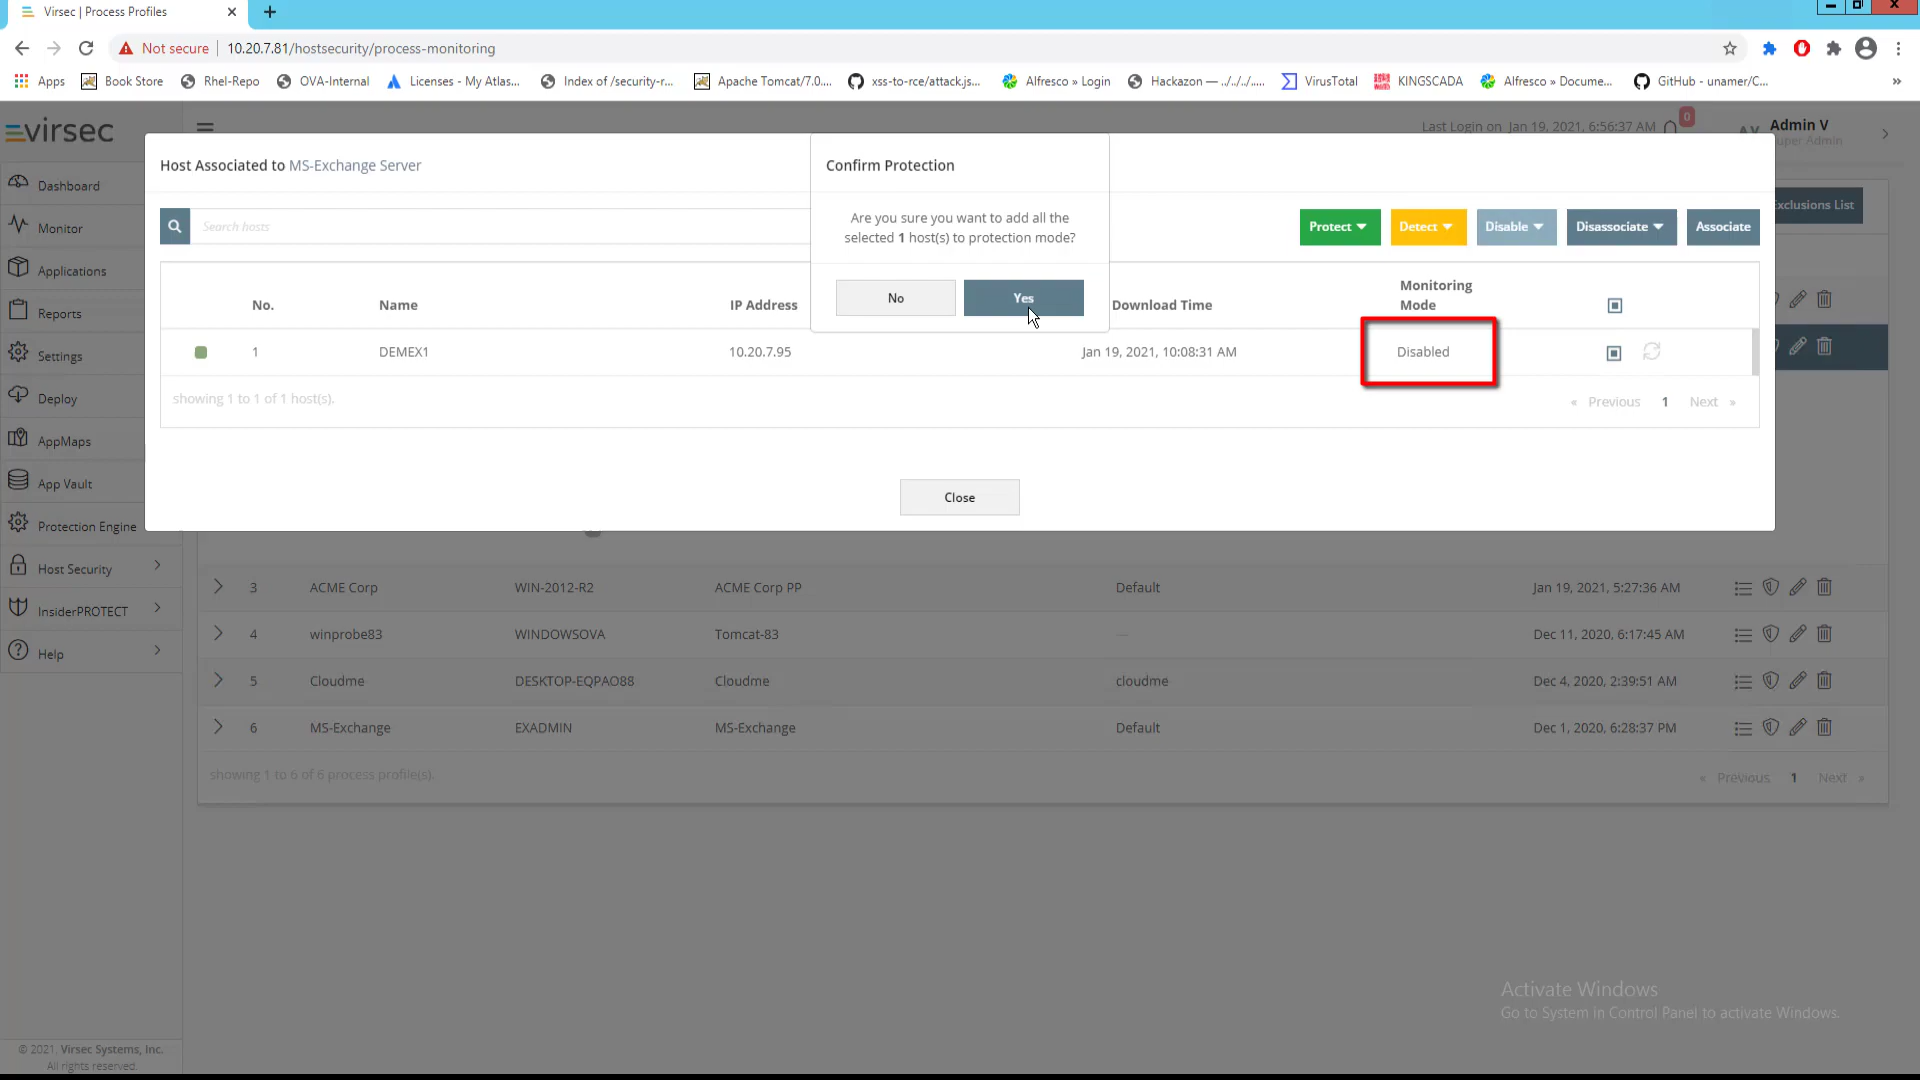 Virsec | Process Profiles
Not secure | 10.20.7.81/hostsecurity/process-monitoring
Apps Book Store Rhel-Repo OVA-Internal Licenses - My Atlas... Index of /security-r... Apache Tomcat/7.0.... xss-to-rce/attack.js... Alfresco » Login Hackazon — ../../../..... VirusTotal KINGSCADA Alfresco » Docume... GitHub - unamer/C... »
virsec
Last Login on Jan 19, 2021, 6:56:37 AM
0
Admin V
uper Admin
Host Associated to MS-Exchange Server
Confirm Protection
Are you sure you want to add all the
selected 1 host(s) to protection mode?
No
Yes
Search hosts
Protect
Detect
Disable
Disassociate
Associate
xclusions List
No. Name IP Address Download Time Monitoring
Mode
1 DEMEX1 10.20.7.95 Jan 19, 2021, 10:08:31 AM Disabled
showing 1 to 1 of 1 host(s).
« Previous 1 Next »
Close
Dashboard
Monitor
Applications
Reports
Settings
Deploy
AppMaps
App Vault
Protection Engine
Host Security
InsiderPROTECT
Help
3 ACME Corp WIN-2012-R2 ACME Corp PP Default Jan 19, 2021, 5:27:36 AM
4 winprobe83 WINDOWSOVA Tomcat-83 — Dec 11, 2020, 6:17:45 AM
5 Cloudme DESKTOP-EQPAO88 Cloudme cloudme Dec 4, 2020, 2:39:51 AM
6 MS-Exchange EXADMIN MS-Exchange Default Dec 1, 2020, 6:28:37 PM
showing 1 to 6 of 6 process profile(s).
« Previous 1 Next »
Activate Windows
Go to System in Control Panel to activate Windows.
© 2021, Virsec Systems, Inc.
All rights reserved.